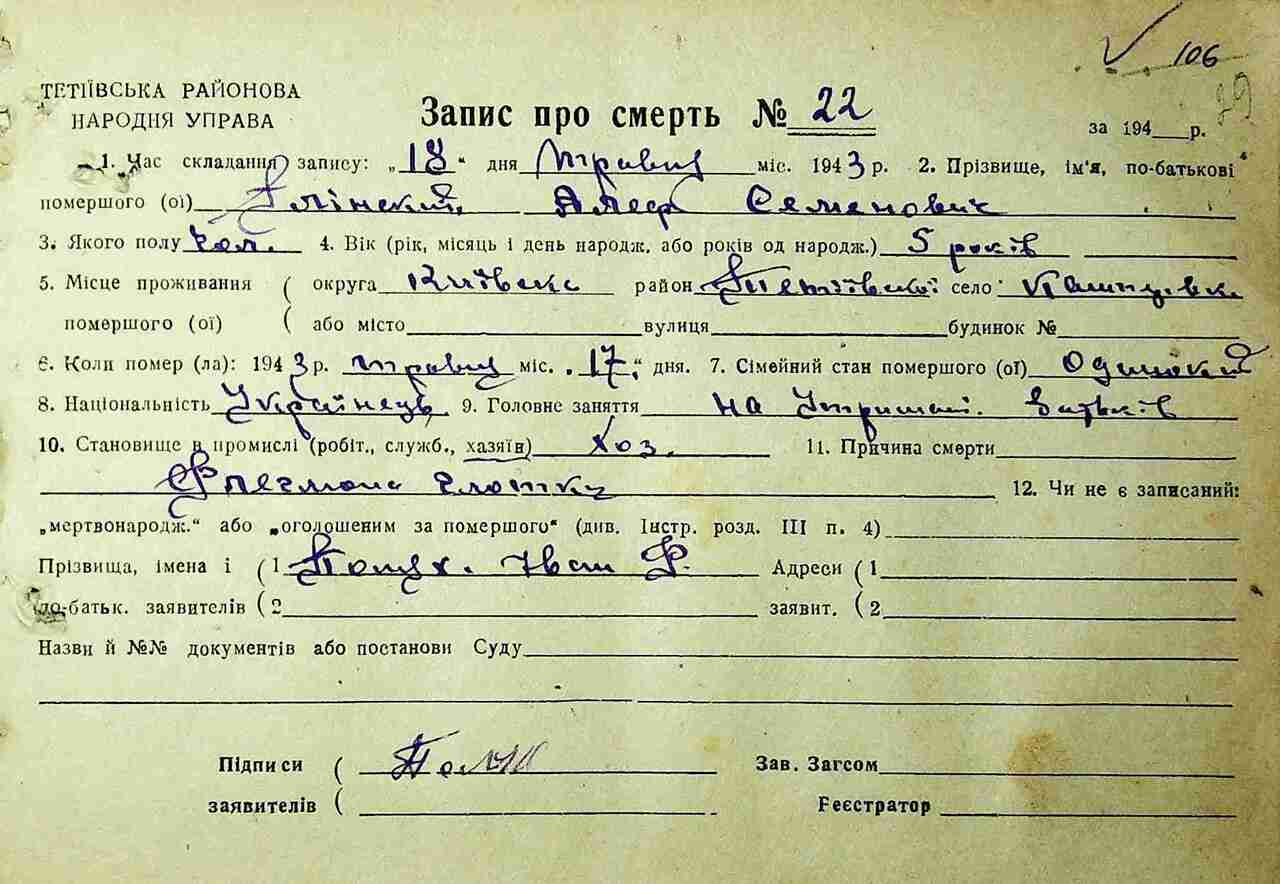 106
29
ТЕТІЇВСЬКА РАЙОНОВА
НАРОДНЯ УПРАВА
Запис про смерть № 22
за 194 р.
1. Час складання запису: „18“ дня травня міс. 1943 р. 2. Прізвище, ім'я, по-батькові
помершого (ої) Семенович
3. Якого полу чол. 4. Вік (рік, місяць і день народж. або років од народж.) 5 років
5. Місце проживання ( округа Київська район Тетіївської село
помершого (ої) ( або місто вулиця будинок №
6. Коли помер (ла): 1943 р. травня міс. „17“ дня. 7. Сімейний стан помершого (ої) Одинокий
8. Національність Українець 9. Головне заняття на утриман. батьків
10. Становище в промислі (робіт., служб., хазяїн) Хоз. 11. Причина смерти
Флегмона глотки 12. Чи не є записаний:
„мертвонародж.“ або „оголошеним за помершого“ (див. Інстр. розд. III п. 4)
Прізвища, імена і (1 Іван Ф. Адреси (1
по-батьк. заявителів (2 заявит. (2
Назви й №№ документів або постанови Суду
Підписи ( Зав. Загсом
заявителів ( Реєстратор